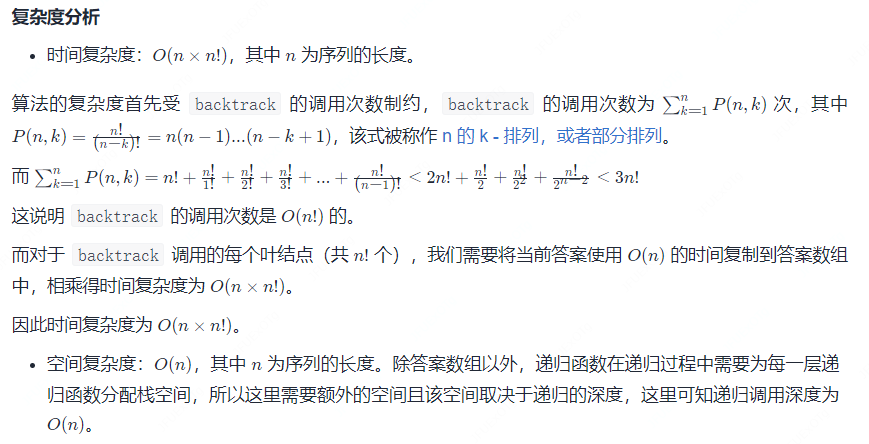 复杂度分析
• 时间复杂度：O(n × n!)，其中 n 为序列的长度。
算法的复杂度首先受 backtrack 的调用次数制约，backtrack 的调用次数为 ∑_{k=1}^{n} P(n, k) 次，其中
P(n, k) = \frac{n!}{(n−k)!} = n(n − 1)...(n − k + 1)，该式被称作 n 的 k - 排列，或者部分排列。
而 ∑_{k=1}^{n} P(n, k) = n! + \frac{n!}{1!} + \frac{n!}{2!} + \frac{n!}{3!} + ... + \frac{n!}{(n−1)!} < 2n! + \frac{n!}{2} + \frac{n!}{2^2} + \frac{n!}{2^{n−2}} < 3n!
这说明 backtrack 的调用次数是 O(n!) 的。
而对于 backtrack 调用的每个叶结点（共 n! 个），我们需要将当前答案使用 O(n) 的时间复制到答案数组
中，相乘得时间复杂度为 O(n × n!)。
因此时间复杂度为 O(n × n!)。
• 空间复杂度：O(n)，其中 n 为序列的长度。除答案数组以外，递归函数在递归过程中需要为每一层递
归函数分配栈空间，所以这里需要额外的空间且该空间取决于递归的深度，这里可知递归调用深度为
O(n)。